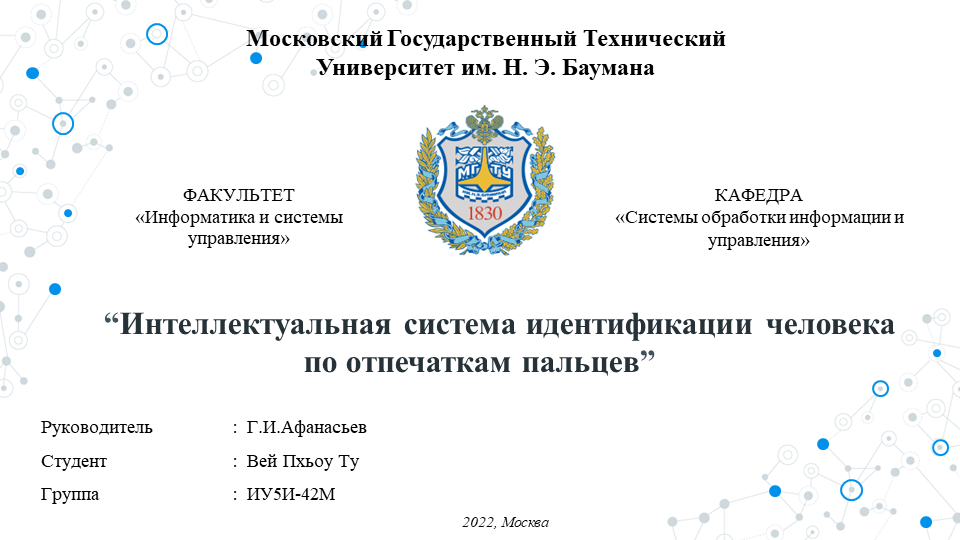 Московский Государственный Технический
Университет им. Н. Э. Баумана
МГТУ
1830
ФАКУЛЬТЕТ
«Информатика и системы
управления»
КАФЕДРА
«Системы обработки информации и
управления»
“Интеллектуальная система идентификации человека
по отпечаткам пальцев”
Руководитель : Г.И.Афанасьев
Студент : Вей Пхьоу Ту
Группа : ИУ5И-42М
2022, Москва